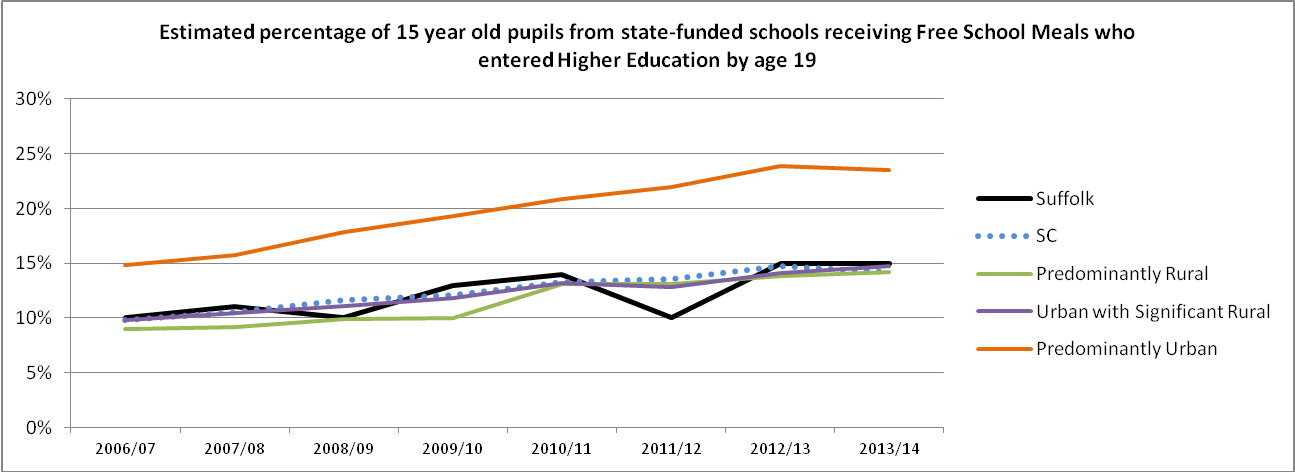 Estimated percentage of 15 year old pupils from state-funded schools receiving Free School Meals who
entered Higher Education by age 19
30%
25%
20%
15%
10%
5%
0%
2006/07 2007/08 2008/09 2009/10 2010/11 2011/12 2012/13 2013/14
Suffolk
SC
Predominantly Rural
Urban with Significant Rural
Predominantly Urban